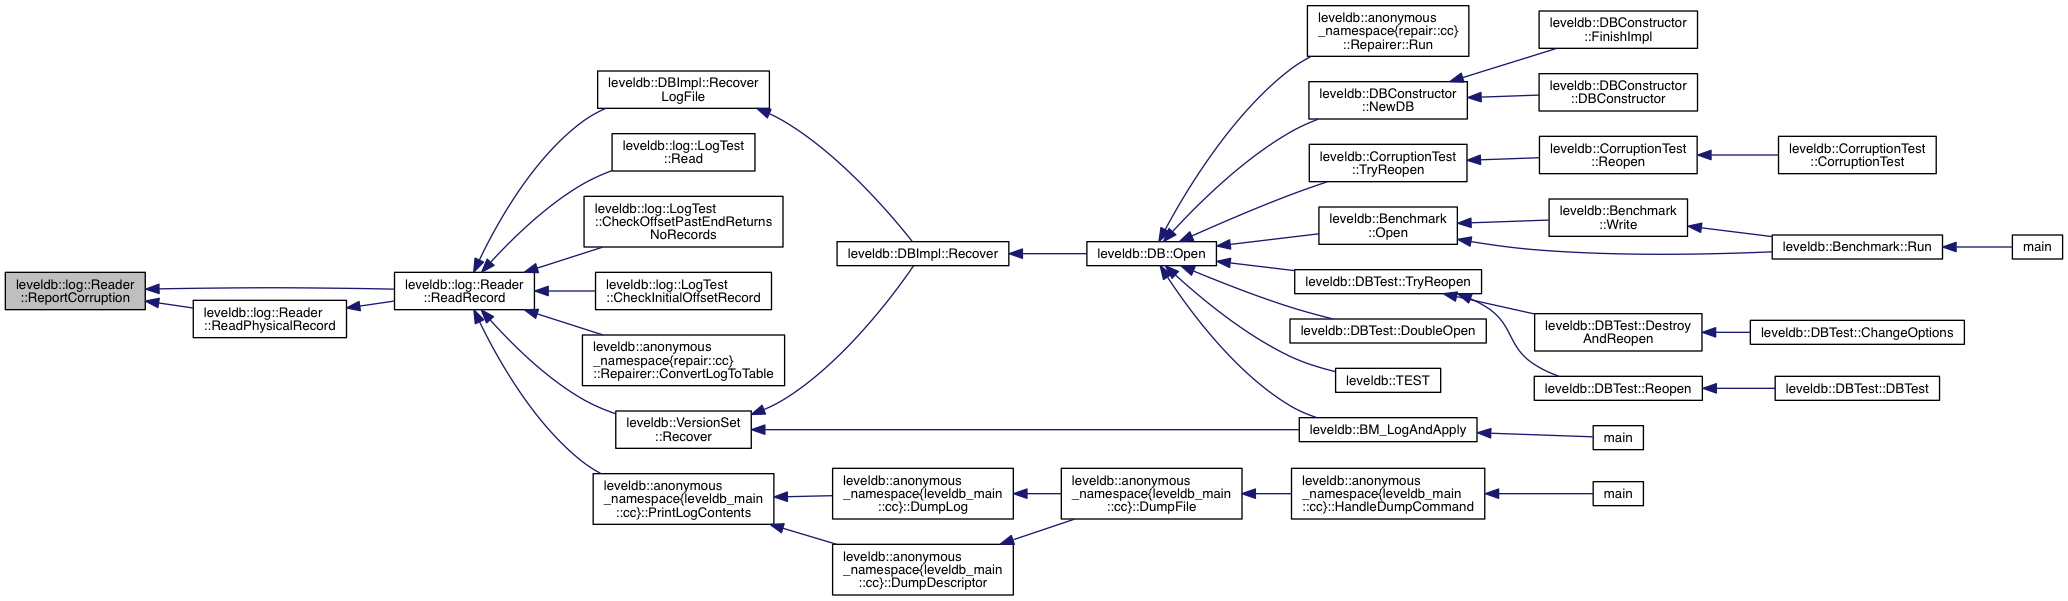 leveldb::log::Reader
::ReportCorruption
leveldb::log::Reader
::ReadPhysicalRecord
leveldb::log::Reader
::ReadRecord
leveldb::DBImpl::Recover
LogFile
leveldb::log::LogTest
::Read
leveldb::log::LogTest
::CheckOffsetPastEndReturns
NoRecords
leveldb::log::LogTest
::CheckInitialOffsetRecord
leveldb::anonymous
_namespace{repair::cc}
::Repairer::ConvertLogToTable
leveldb::VersionSet
::Recover
leveldb::anonymous
_namespace{leveldb_main
::cc}::PrintLogContents
leveldb::DBImpl::Recover
leveldb::anonymous
_namespace{leveldb_main
::cc}::DumpLog
leveldb::anonymous
_namespace{leveldb_main
::cc}::DumpDescriptor
leveldb::DB::Open
leveldb::anonymous
_namespace{leveldb_main
::cc}::DumpFile
leveldb::anonymous
_namespace{repair::cc}
::Repairer::Run
leveldb::DBConstructor
::NewDB
leveldb::CorruptionTest
::TryReopen
leveldb::Benchmark
::Open
leveldb::DBTest::TryReopen
leveldb::DBTest::DoubleOpen
leveldb::TEST
leveldb::BM_LogAndApply
leveldb::anonymous
_namespace{leveldb_main
::cc}::HandleDumpCommand
leveldb::DBConstructor
::FinishImpl
leveldb::DBConstructor
::DBConstructor
leveldb::CorruptionTest
::Reopen
leveldb::Benchmark
::Write
leveldb::DBTest::Destroy
AndReopen
leveldb::DBTest::Reopen
main
main
leveldb::CorruptionTest
::CorruptionTest
leveldb::Benchmark::Run
leveldb::DBTest::ChangeOptions
leveldb::DBTest::DBTest
main